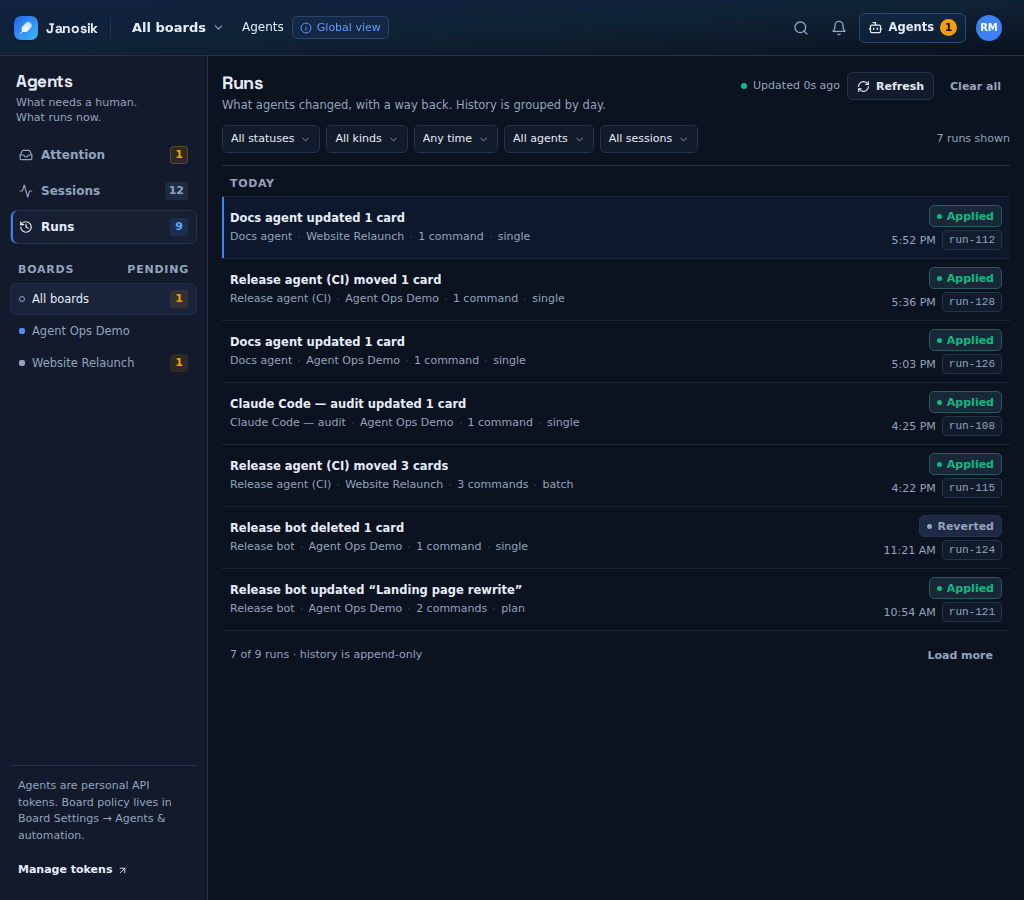 Janosik
All boards
Agents
Global view
Agents 1
RM
Agents
What needs a human.
What runs now.
Attention 1
Sessions 12
Runs 9
BOARDS PENDING
All boards 1
Agent Ops Demo
Website Relaunch 1
Agents are personal API
tokens. Board policy lives in
Board Settings → Agents &
automation.
Manage tokens
Runs
What agents changed, with a way back. History is grouped by day.
Updated 0s ago
Refresh
Clear all
All statuses
All kinds
Any time
All agents
All sessions
7 runs shown
TODAY
Docs agent updated 1 card
Applied
Docs agent · Website Relaunch · 1 command · single
5:52 PM run-112
Release agent (CI) moved 1 card
Applied
Release agent (CI) · Agent Ops Demo · 1 command · single
5:36 PM run-128
Docs agent updated 1 card
Applied
Docs agent · Agent Ops Demo · 1 command · single
5:03 PM run-126
Claude Code — audit updated 1 card
Applied
Claude Code — audit · Agent Ops Demo · 1 command · single
4:25 PM run-108
Release agent (CI) moved 3 cards
Applied
Release agent (CI) · Website Relaunch · 3 commands · batch
4:22 PM run-115
Release bot deleted 1 card
Reverted
Release bot · Agent Ops Demo · 1 command · single
11:21 AM run-124
Release bot updated “Landing page rewrite”
Applied
Release bot · Agent Ops Demo · 2 commands · plan
10:54 AM run-121
7 of 9 runs · history is append-only
Load more